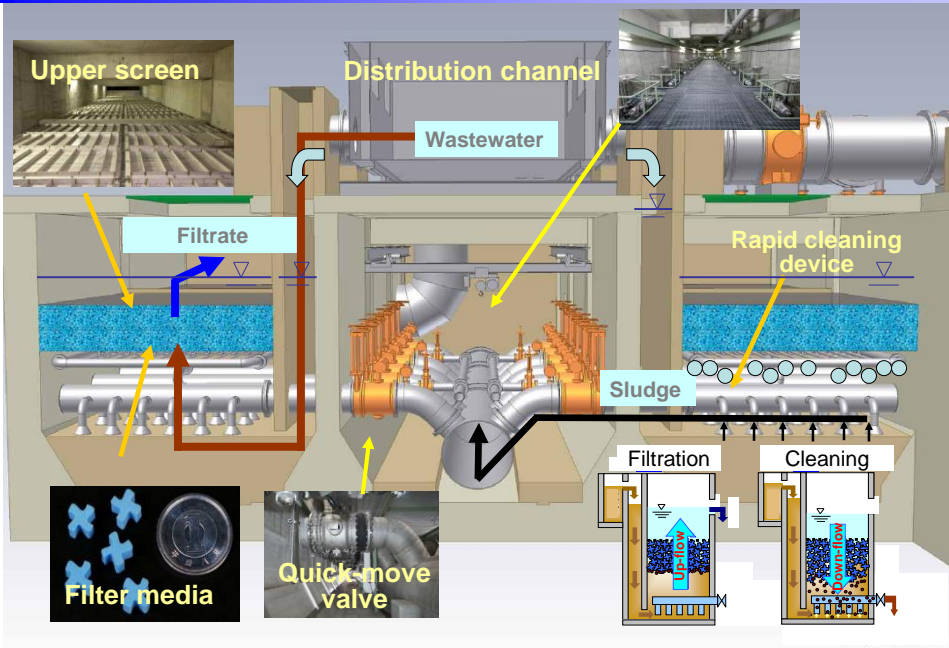 Upper screen
Distribution channel
Wastewater
Filtrate
Rapid cleaning
device
Sludge
Filtration
Cleaning
Up-flow
Down-flow
Filter media
Quick-move
valve